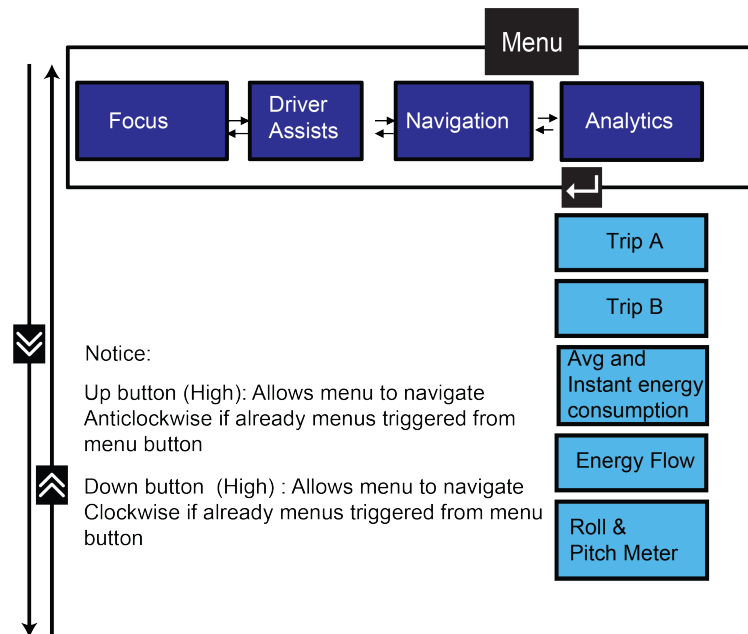 Menu
Focus
Driver
Assists
Navigation
Analytics
Trip A
Trip B
Avg and
Instant energy
consumption
Energy Flow
Roll &
Pitch Meter
Notice:
Up button (High): Allows menu to navigate
Anticlockwise if already menus triggered from
menu button
Down button (High) : Allows menu to navigate
Clockwise if already menus triggered from menu
button